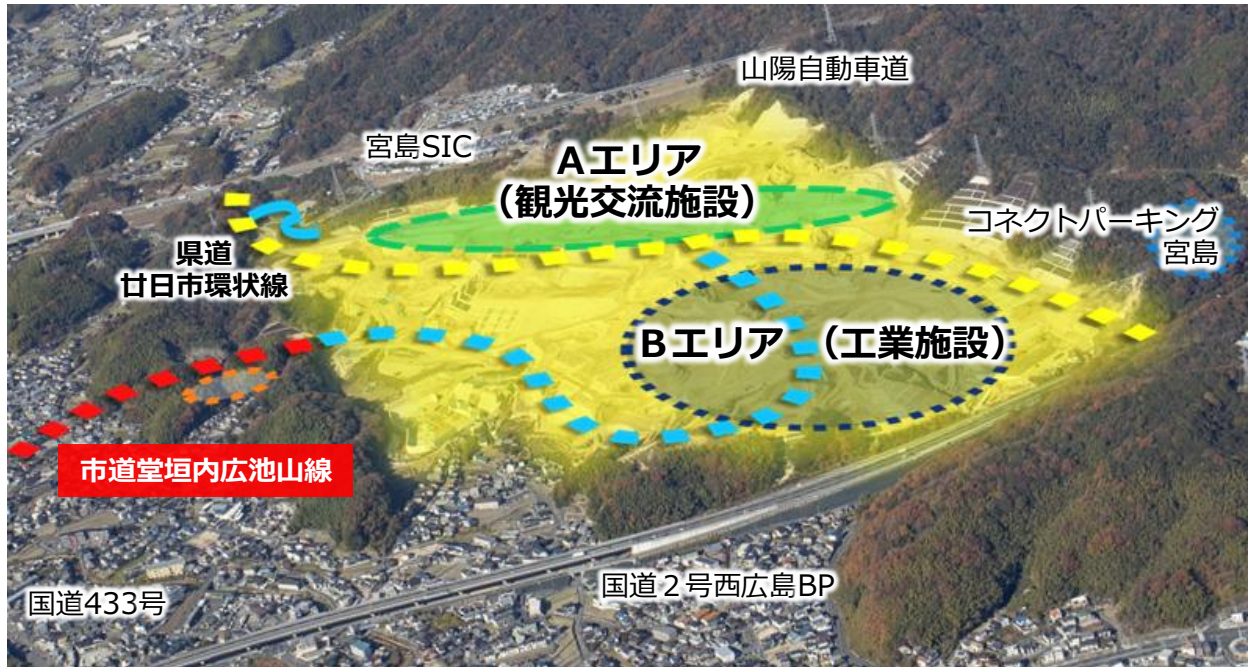 山陽自動車道
宮島SIC
Aエリア
（観光交流施設）
コネクトパーキング
宮島
県道
廿日市環状線
Bエリア （工業施設）
市道堂垣内広池山線
国道２号西広島BP
国道433号